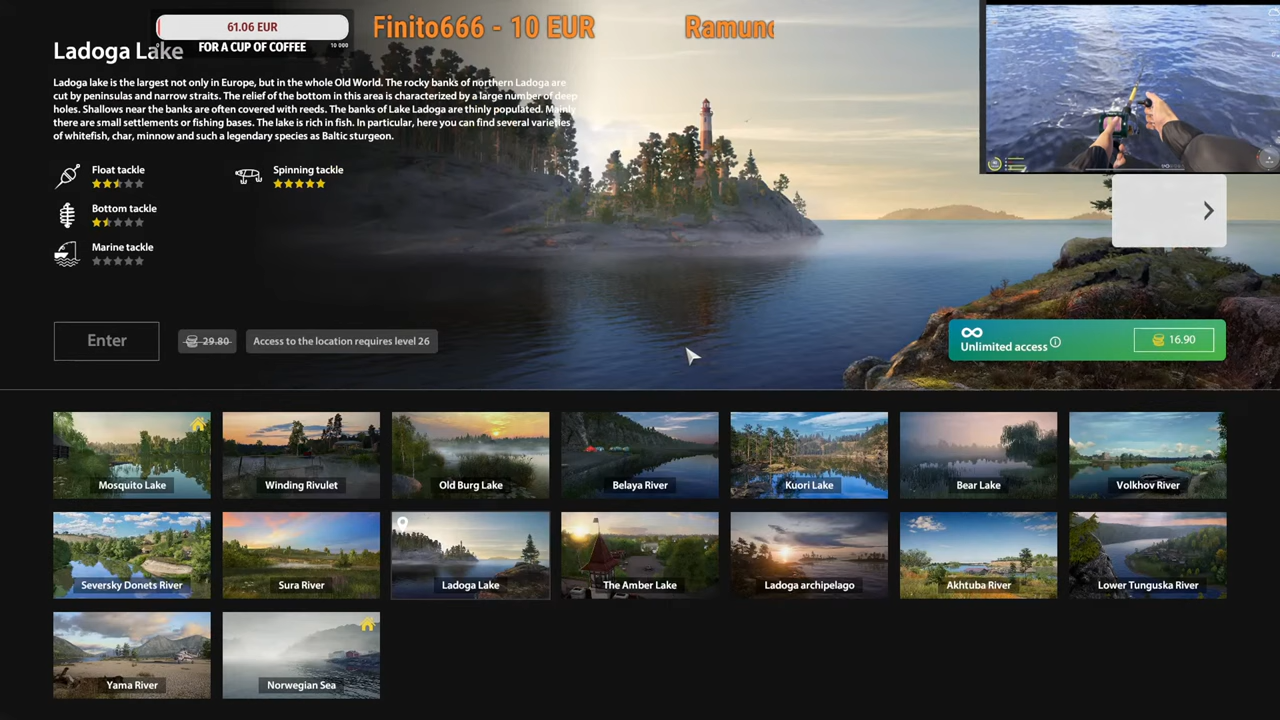 61.06 EUR
FOR A CUP OF COFFEE
10 000
Finito666 - 10 EUR
Ladoga Lake
Ladoga lake is the largest not only in Europe, but in the whole Old World. The rocky banks of northern Ladoga are
cut by peninsulas and narrow straits. The relief of the bottom in this area is characterized by a large number of deep
holes. Shallows near the banks are often covered with reeds. The banks of Lake Ladoga are thinly populated. Mainly
there are small settlements or fishing bases. The lake is rich in fish. In particular, here you can find several varieties
of whitefish, char, minnow and such a legendary species as Baltic sturgeon.
Float tackle
Spinning tackle
Bottom tackle
Marine tackle
Enter
29.80
Access to the location requires level 26
Unlimited access
16.90
Mosquito Lake
Winding Rivulet
Old Burg Lake
Belaya River
Kuori Lake
Bear Lake
Volkhov River
Seversky Donets River
Sura River
Ladoga Lake
The Amber Lake
Ladoga archipelago
Akhtuba River
Lower Tunguska River
Yama River
Norwegian Sea